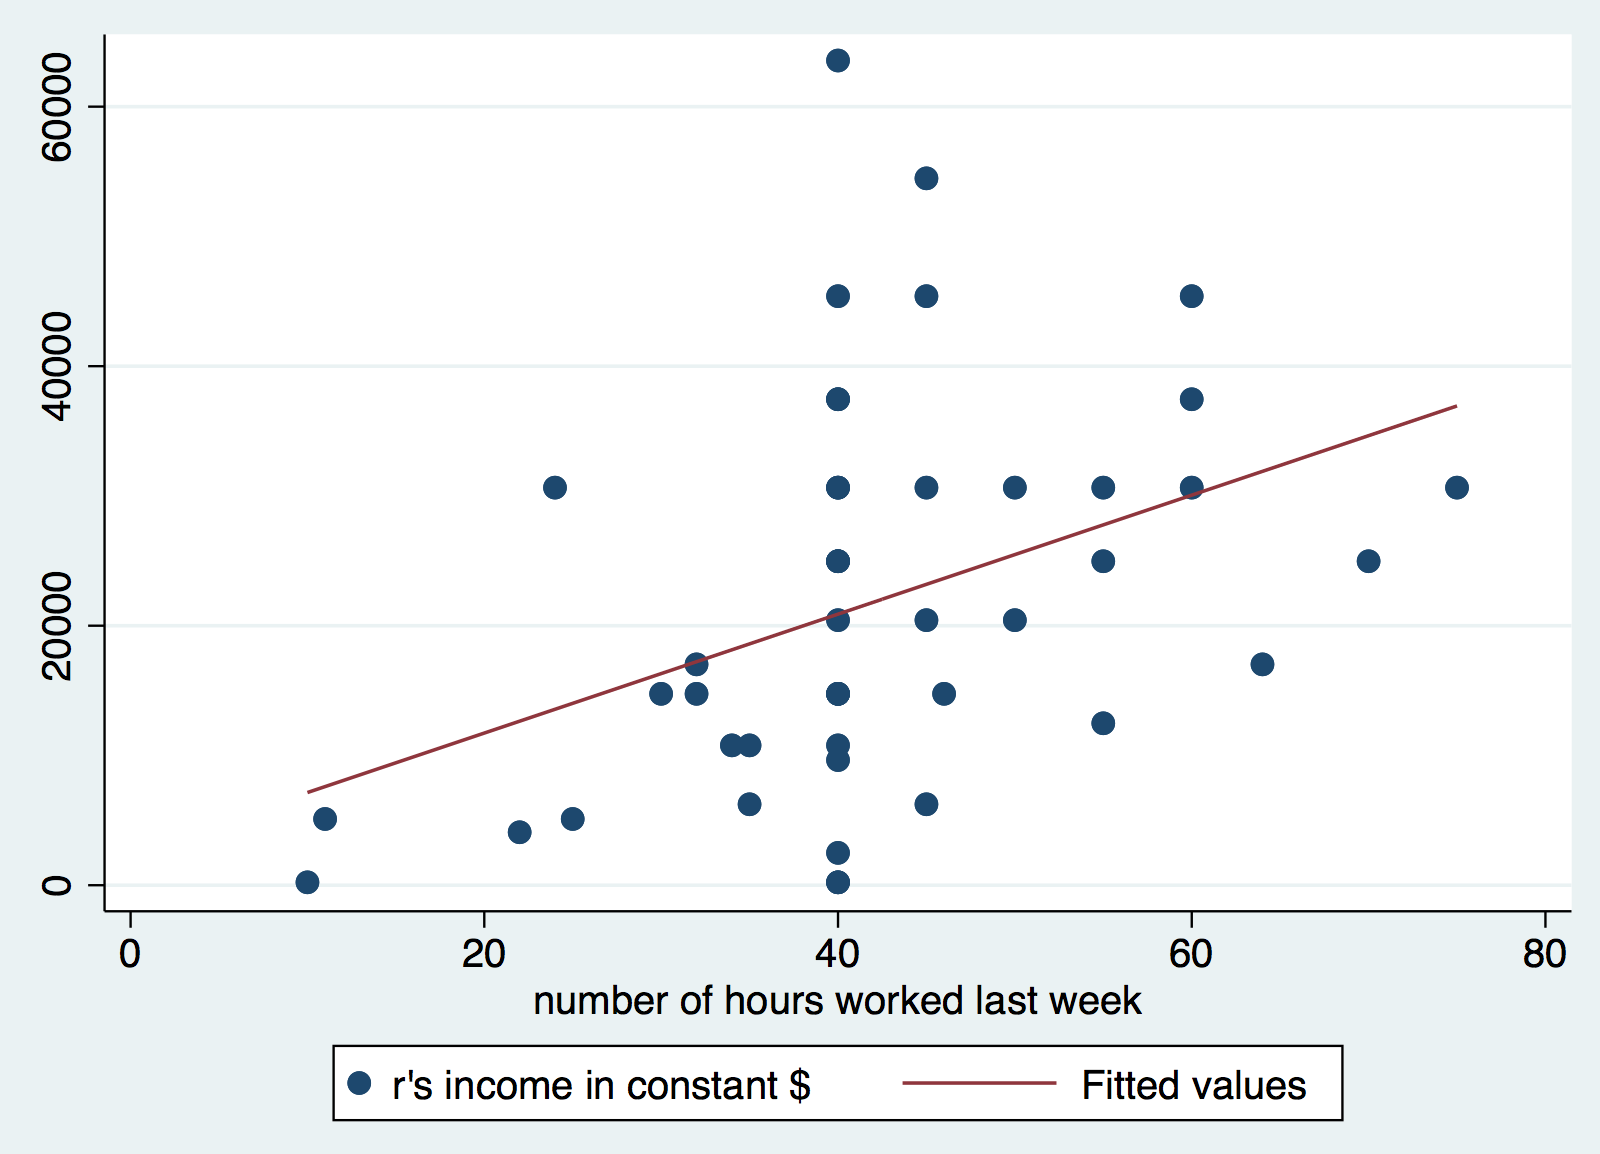 60000
40000
20000
0
0 20 40 60 80
number of hours worked last week
r's income in constant $ Fitted values